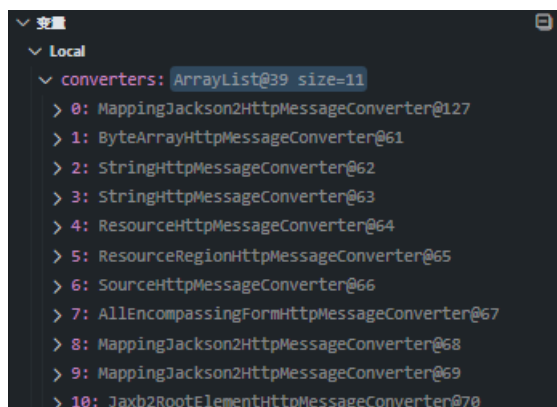 变量
Local
converters: ArrayList@39 size=11
0: MappingJackson2HttpMessageConverter@127
1: ByteArrayHttpMessageConverter@61
2: StringHttpMessageConverter@62
3: StringHttpMessageConverter@63
4: ResourceHttpMessageConverter@64
5: ResourceRegionHttpMessageConverter@65
6: SourceHttpMessageConverter@66
7: AllEncompassingFormHttpMessageConverter@67
8: MappingJackson2HttpMessageConverter@68
9: MappingJackson2HttpMessageConverter@69
10: Jaxb2RootElementHttpMessageConverter@70